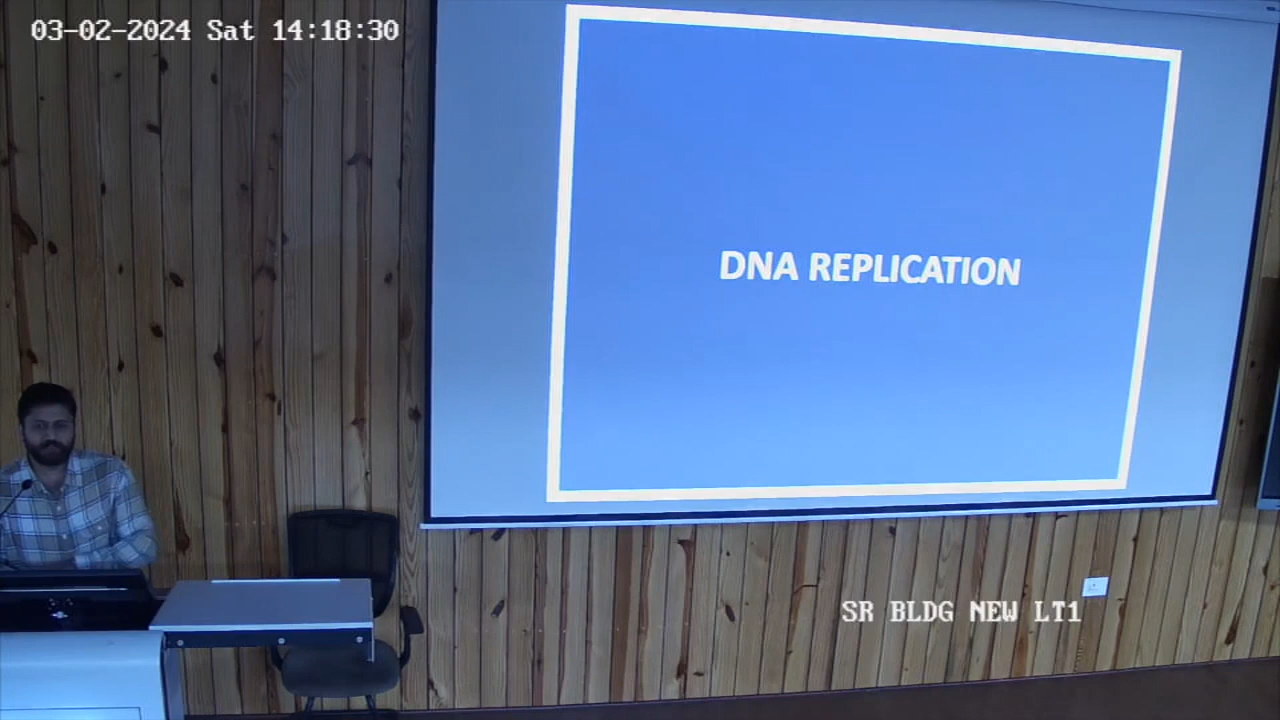 03-02-2024 Sat 14:18:30
DNA REPLICATION
SR BLDG NEW LT1